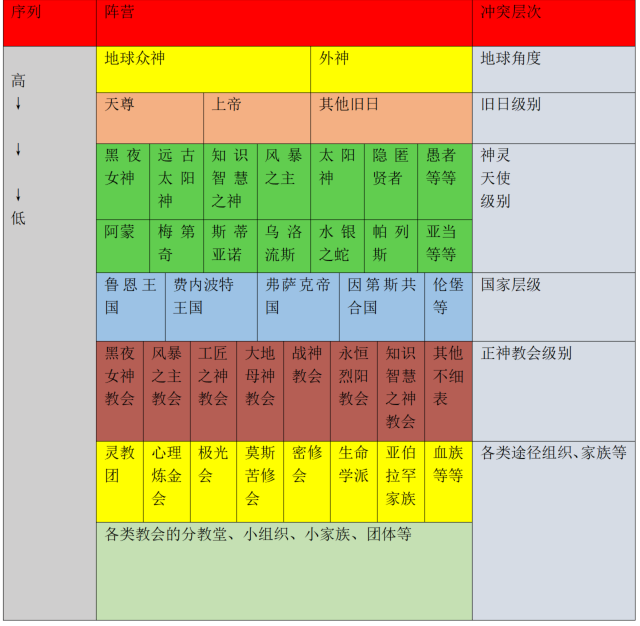 序列 阵营 冲突层次
高
↓
↓
↓
低
地球众神 外神 地球角度
天尊 上帝 其他旧日 旧日级别
黑夜 远古 知识 风暴 太阳 隐匿 愚者 神灵
女神 太阳 智慧 之主 神 贤者 等等 天使
神 之神 级别
阿蒙 梅第 斯蒂 乌洛 水银 帕列 亚当
奇 亚诺 流斯 之蛇 斯 等等
鲁恩王 费内波特 弗萨克帝 因第斯共 伦堡 国家层级
国 王国 国 合国 等
黑夜 风暴 工匠 大地 战神 永恒 知识 其他 正神教会级别
女神 之主 之神 母神 教会 烈阳 智慧 不细
教会 教会 教会 教会 教会 之神 表
教会
灵教 心理 极光 莫斯 密修 生命 亚伯 血族 各类途径组织、家族等
团 炼金 会 苦修 会 学派 拉罕 等等
会 会 家族
各类教会的分教堂、小组织、小家族、团体等